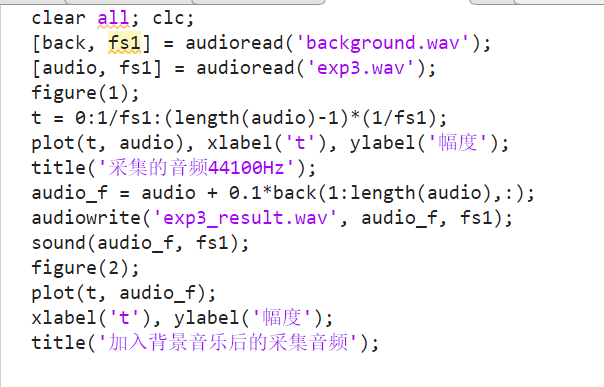 clear all; clc;
[back, fs1] = audioread('background.wav');
[audio, fs1] = audioread('exp3.wav');
figure(1);
t = 0:1/fs1:(length(audio)-1)*(1/fs1);
plot(t, audio), xlabel('t'), ylabel('幅度');
title('采集的音频44100Hz');
audio_f = audio + 0.1*back(1:length(audio),:);
audiowrite('exp3_result.wav', audio_f, fs1);
sound(audio_f, fs1);
figure(2);
plot(t, audio_f);
xlabel('t'), ylabel('幅度');
title('加入背景音乐后的采集音频');